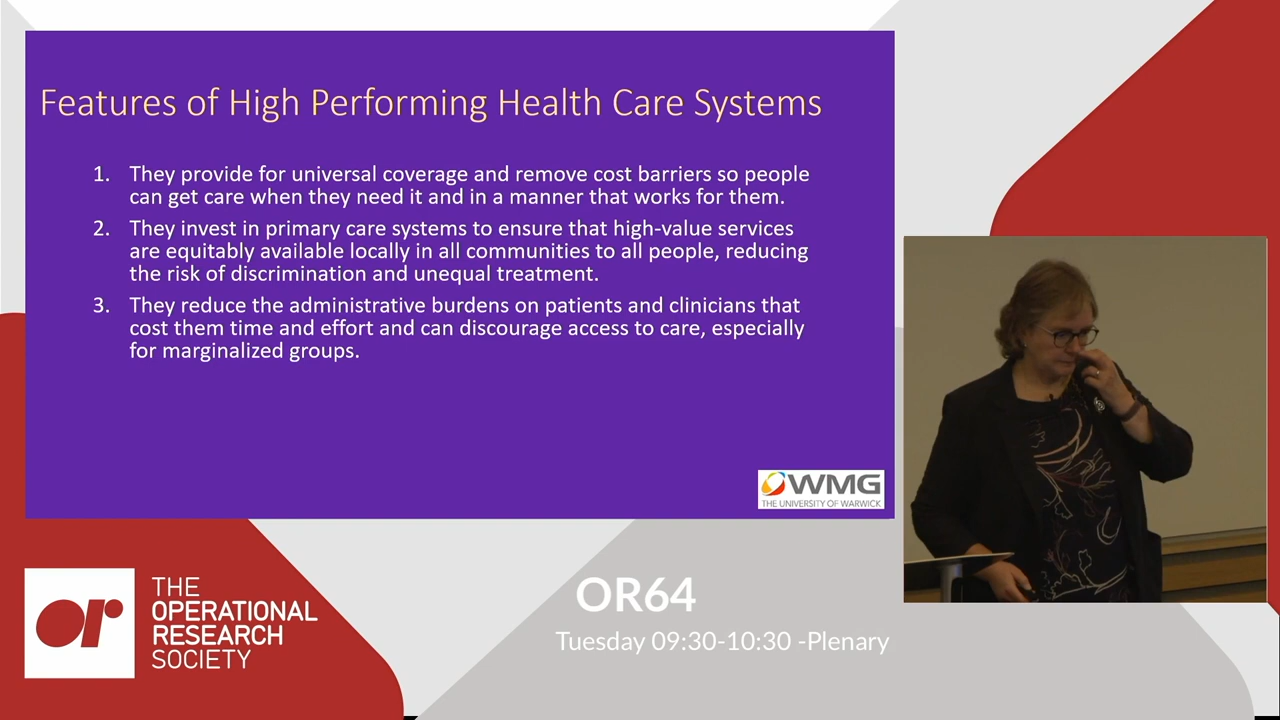 Features of High Performing Health Care Systems
1. They provide for universal coverage and remove cost barriers so people
can get care when they need it and in a manner that works for them.
2. They invest in primary care systems to ensure that high-value services
are equitably available locally in all communities to all people, reducing
the risk of discrimination and unequal treatment.
3. They reduce the administrative burdens on patients and clinicians that
cost them time and effort and can discourage access to care, especially
for marginalized groups.
WMG
THE UNIVERSITY OF WARWICK
or
THE
OPERATIONAL
RESEARCH
SOCIETY
OR64
Tuesday 09:30-10:30 -Plenary